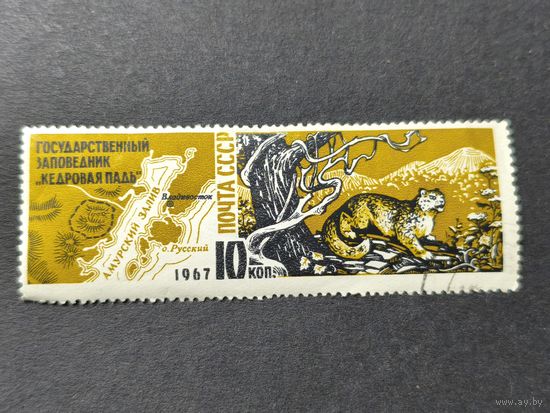 ГОСУДАРСТВЕННЫЙ
ЗАПОВЕДНИК
„КЕДРОВАЯ ПАДЬ"
АМУРСКИЙ ЗАЛИВ
Владивосток
о. Русский
1967
ПОЧТА СССР
10 КОП.
www.ay.by